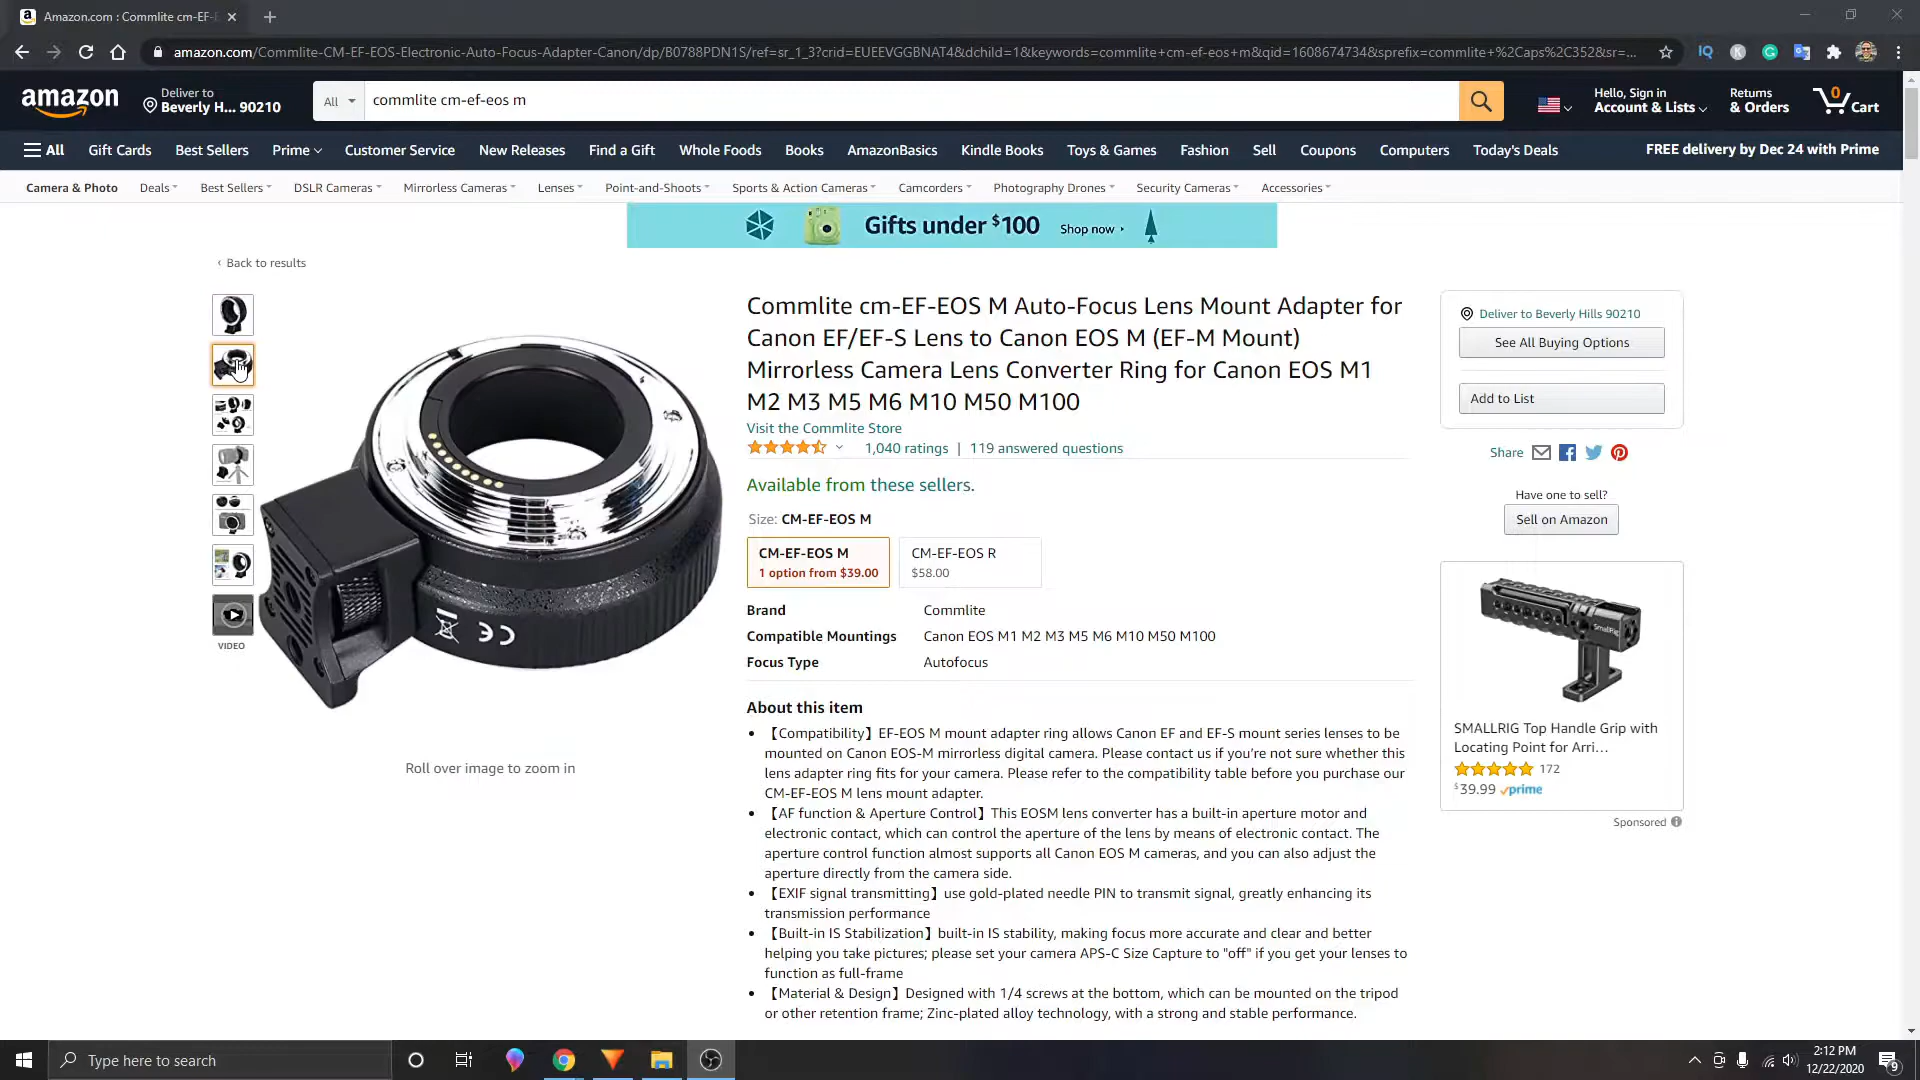 Amazon.com : Commlite cm-EF-E
amazon.com/Commlite-CM-EF-EOS-Electronic-Auto-Focus-Adapter-Canon/dp/B0788PDN1S/ref=sr_1_3?crid=EUEEVGGBNAT4&dchild=1&keywords=commlite+cm-ef-eos+m&qid=1608674734&sprefix=commlite+%2Caps%2C352&sr=...
amazon
Deliver to
Beverly H... 90210
All
commlite cm-ef-eos m
Hello, Sign in
Account & Lists
Returns
& Orders
0
Cart
All
Gift Cards
Best Sellers
Prime
Customer Service
New Releases
Find a Gift
Whole Foods
Books
AmazonBasics
Kindle Books
Toys & Games
Fashion
Sell
Coupons
Computers
Today's Deals
FREE delivery by Dec 24 with Prime
Camera & Photo
Deals
Best Sellers
DSLR Cameras
Mirrorless Cameras
Lenses
Point-and-Shoots
Sports & Action Cameras
Camcorders
Photography Drones
Security Cameras
Accessories
Gifts under $100 Shop now
‹ Back to results
VIDEO
CE
Roll over image to zoom in
Commlite cm-EF-EOS M Auto-Focus Lens Mount Adapter for
Canon EF/EF-S Lens to Canon EOS M (EF-M Mount)
Mirrorless Camera Lens Converter Ring for Canon EOS M1
M2 M3 M5 M6 M10 M50 M100
Visit the Commlite Store
1,040 ratings | 119 answered questions
Available from these sellers.
Size: CM-EF-EOS M
CM-EF-EOS M
1 option from $39.00
CM-EF-EOS R
$58.00
Brand Commlite
Compatible Mountings Canon EOS M1 M2 M3 M5 M6 M10 M50 M100
Focus Type Autofocus
About this item
• 【Compatibility】EF-EOS M mount adapter ring allows Canon EF and EF-S mount series lenses to be
mounted on Canon EOS-M mirrorless digital camera. Please contact us if you’re not sure whether this
lens adapter ring fits for your camera. Please refer to the compatibility table before you purchase our
CM-EF-EOS M lens mount adapter.
• 【AF function & Aperture Control】This EOSM lens converter has a built-in aperture motor and
electronic contact, which can control the aperture of the lens by means of electronic contact. The
aperture control function almost supports all Canon EOS M cameras, and you can also adjust the
aperture directly from the camera side.
• 【EXIF signal transmitting】use gold-plated needle PIN to transmit signal, greatly enhancing its
transmission performance
• 【Built-in IS Stabilization】built-in IS stability, making focus more accurate and clear and better
helping you take pictures; please set your camera APS-C Size Capture to "off" if you get your lenses to
function as full-frame
• 【Material & Design】Designed with 1/4 screws at the bottom, which can be mounted on the tripod
or other retention frame; Zinc-plated alloy technology, with a strong and stable performance.
Deliver to Beverly Hills 90210
See All Buying Options
Add to List
Share
Have one to sell?
Sell on Amazon
SmallRig
SMALLRIG Top Handle Grip with
Locating Point for Arri…
172
$39.99 prime
Sponsored
Type here to search
2:12 PM
12/22/2020
9